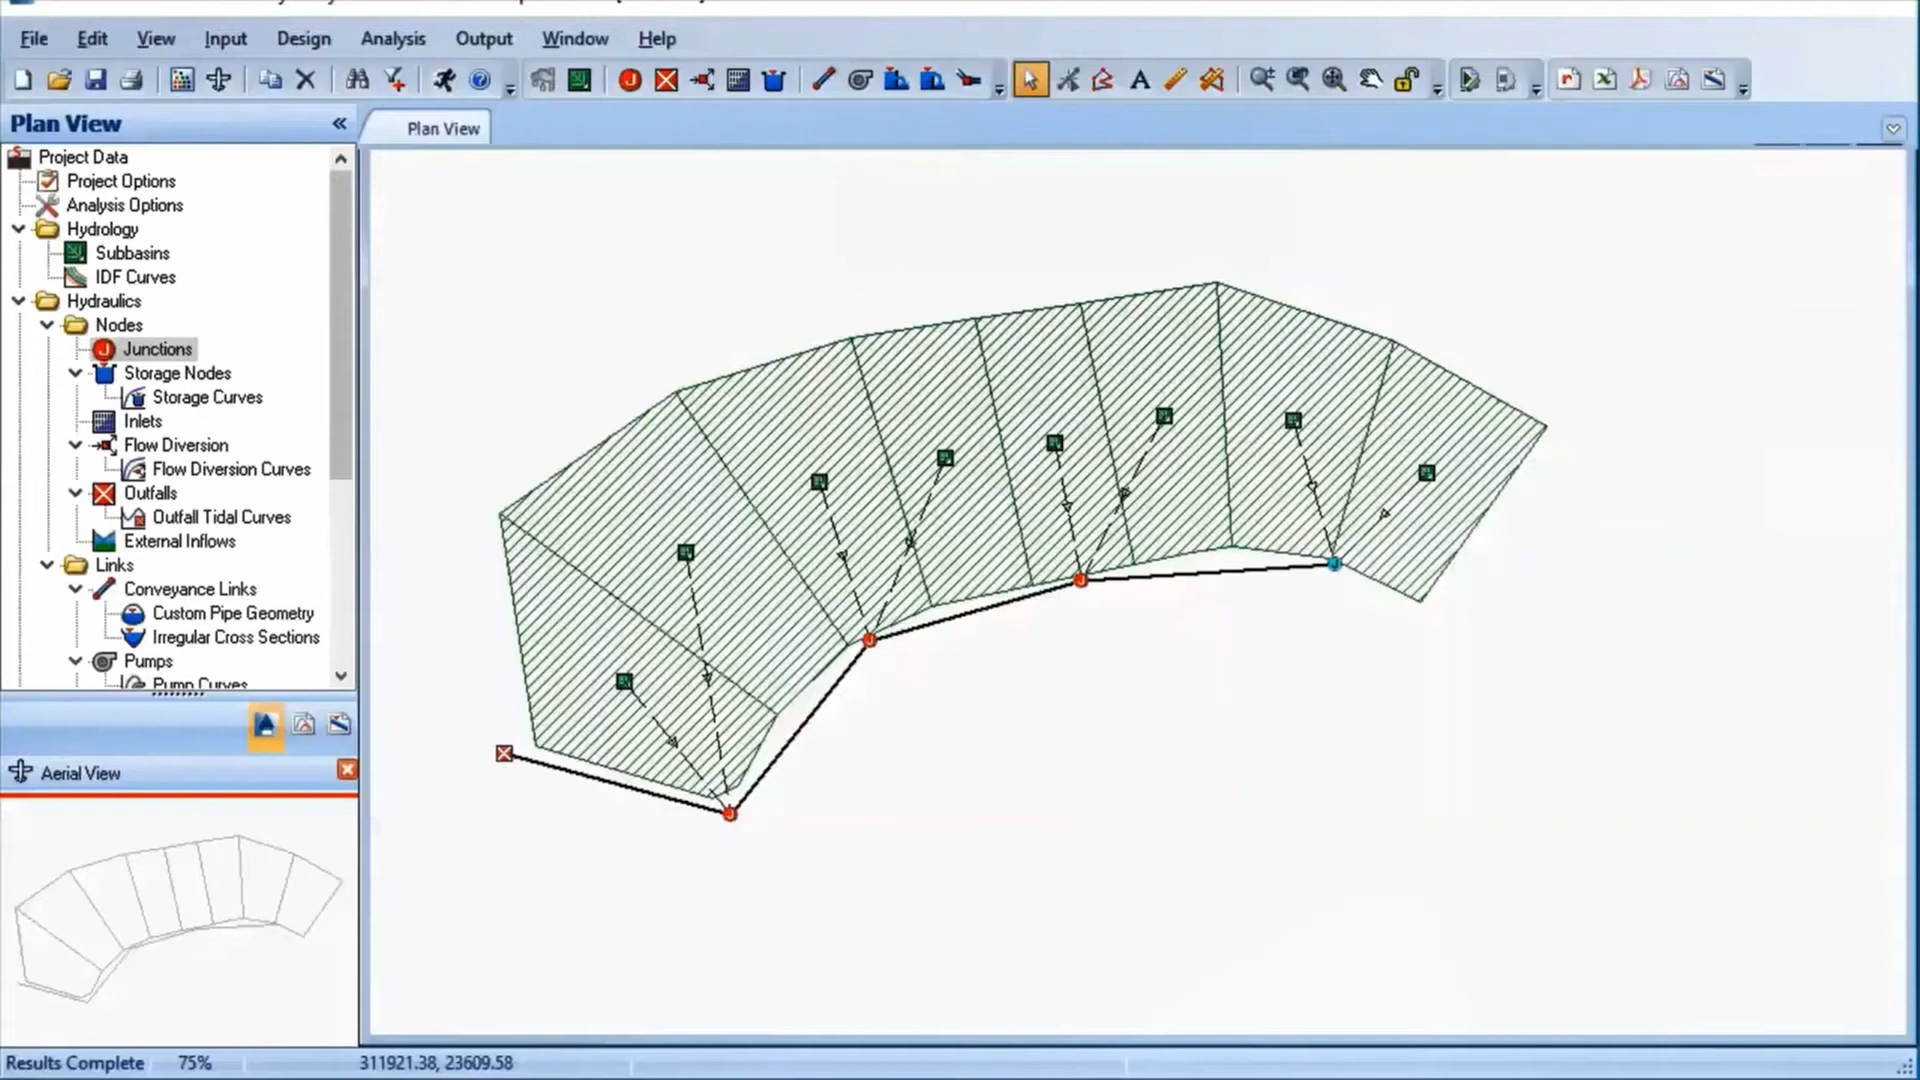 File Edit View Input Design Analysis Output Window Help
Plan View
Plan View
Project Data
Project Options
Analysis Options
Hydrology
Subbasins
IDF Curves
Hydraulics
Nodes
Junctions
Storage Nodes
Storage Curves
Inlets
Flow Diversion
Flow Diversion Curves
Outfalls
Outfall Tidal Curves
External Inflows
Links
Conveyance Links
Custom Pipe Geometry
Irregular Cross Sections
Pumps
Pump Curves
Aerial View
Results Complete 75% 311921.38, 23609.58